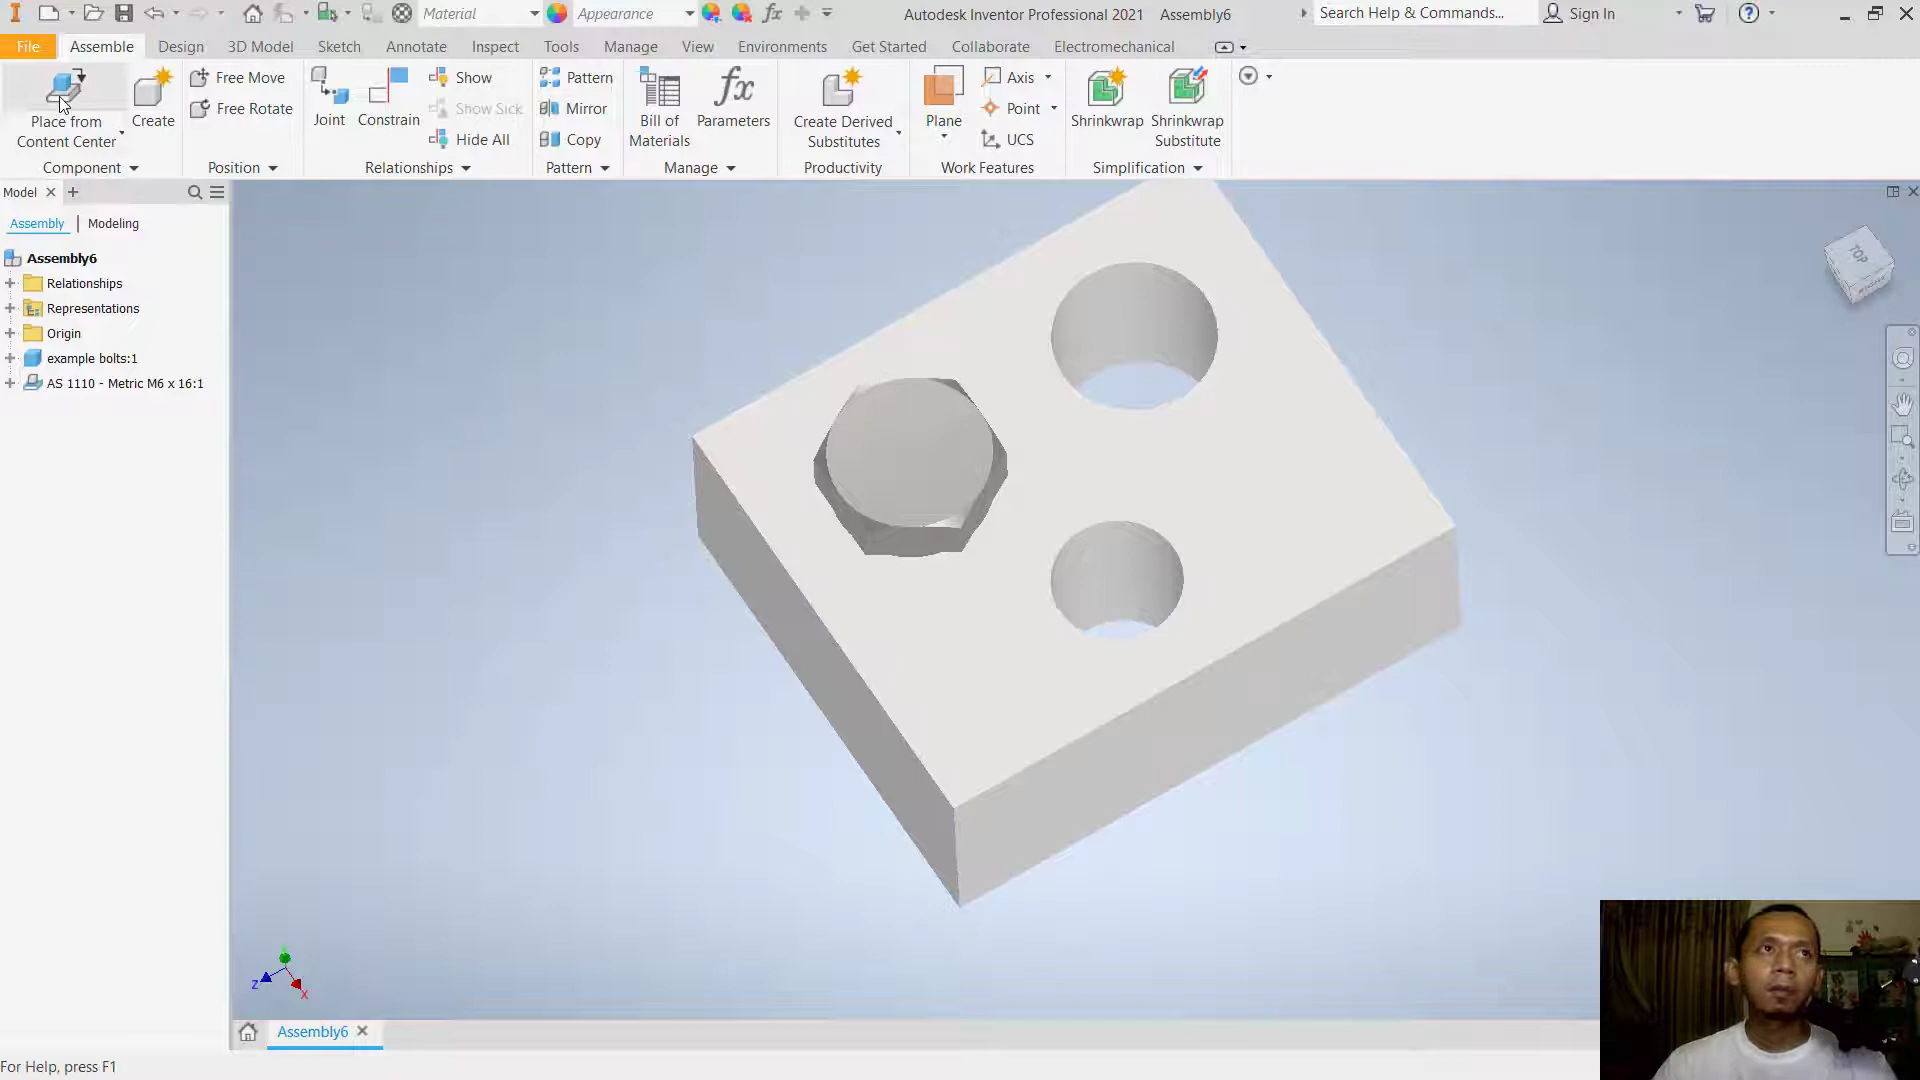 Material
Appearance
Autodesk Inventor Professional 2021 Assembly6
Search Help & Commands...
Sign In
File Assemble Design 3D Model Sketch Annotate Inspect Tools Manage View Environments Get Started Collaborate Electromechanical
Place from
Content Center
Create
Free Move
Free Rotate
Joint
Constrain
Show
Show Sick
Hide All
Pattern
Mirror
Copy
Bill of
Materials
fx
Parameters
Create Derived
Substitutes
Plane
Axis
Point
UCS
Shrinkwrap
Shrinkwrap
Substitute
Component Position Relationships Pattern Manage Productivity Work Features Simplification
Model
Assembly Modeling
Assembly6
Relationships
Representations
Origin
example bolts:1
AS 1110 - Metric M6 x 16:1
TOP
Z
X
Assembly6
For Help, press F1